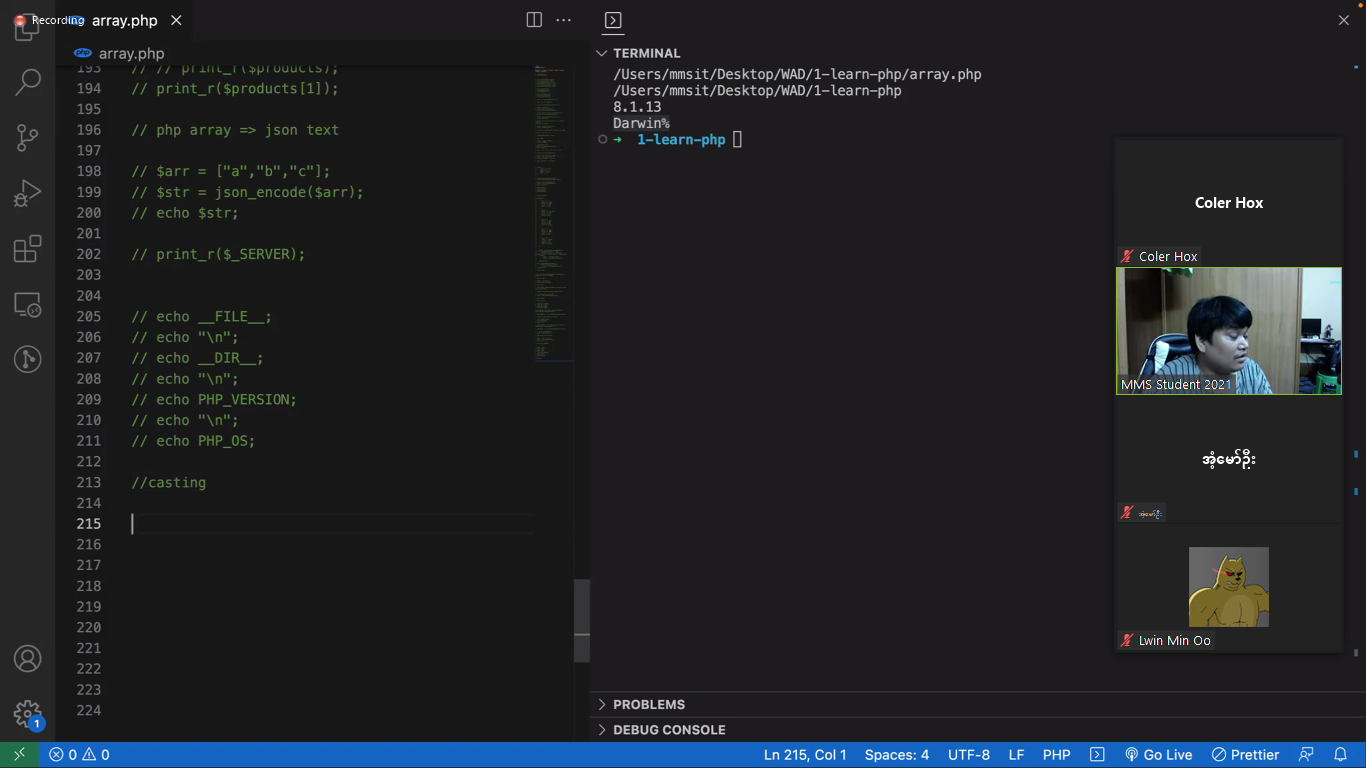 Recording
array.php
array.php
193 // // print_r($products);
194 // print_r($products[1]);
195
196 // php array => json text
197
198 // $arr = ["a","b","c"];
199 // $str = json_encode($arr);
200 // echo $str;
201
202 // print_r($_SERVER);
203
204
205 // echo __FILE__;
206 // echo "\n";
207 // echo __DIR__;
208 // echo "\n";
209 // echo PHP_VERSION;
210 // echo "\n";
211 // echo PHP_OS;
212
213 //casting
214
215
216
217
218
219
220
221
222
223
224
TERMINAL
/Users/mmsit/Desktop/WAD/1-learn-php/array.php
/Users/mmsit/Desktop/WAD/1-learn-php
8.1.13
Darwin%
➜ 1-learn-php
Coler Hox
Coler Hox
MMS Student 2021
အံ့မော်ဦး
အံ့မော်ဦး
Lwin Min Oo
PROBLEMS
DEBUG CONSOLE
1
0 0 Ln 215, Col 1 Spaces: 4 UTF-8 LF PHP Go Live Prettier